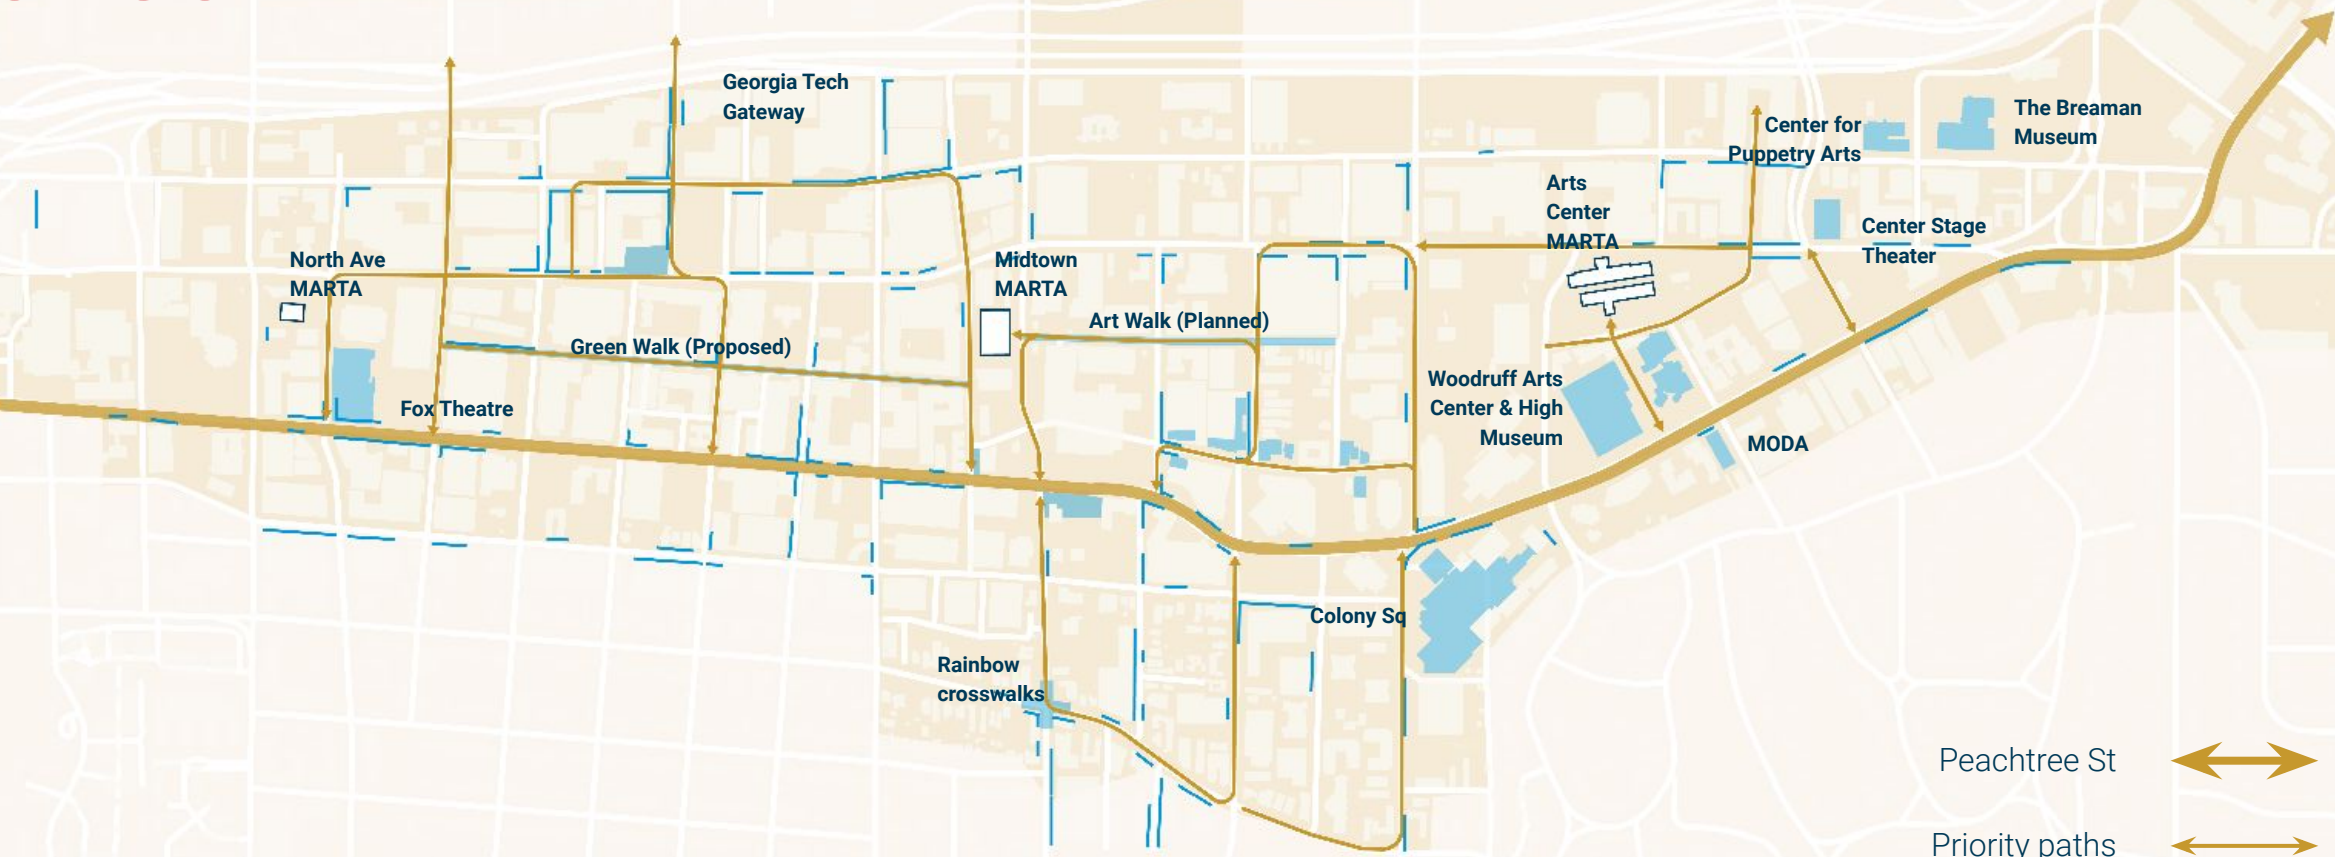 Georgia Tech
Gateway
Center for
Puppetry Arts
The Breaman
Museum
Arts
Center
MARTA
Center Stage
Theater
North Ave
MARTA
Midtown
MARTA
Art Walk (Planned)
Green Walk (Proposed)
Fox Theatre
Woodruff Arts
Center & High
Museum
MODA
Colony Sq
Rainbow
crosswalks
Peachtree St
Priority paths